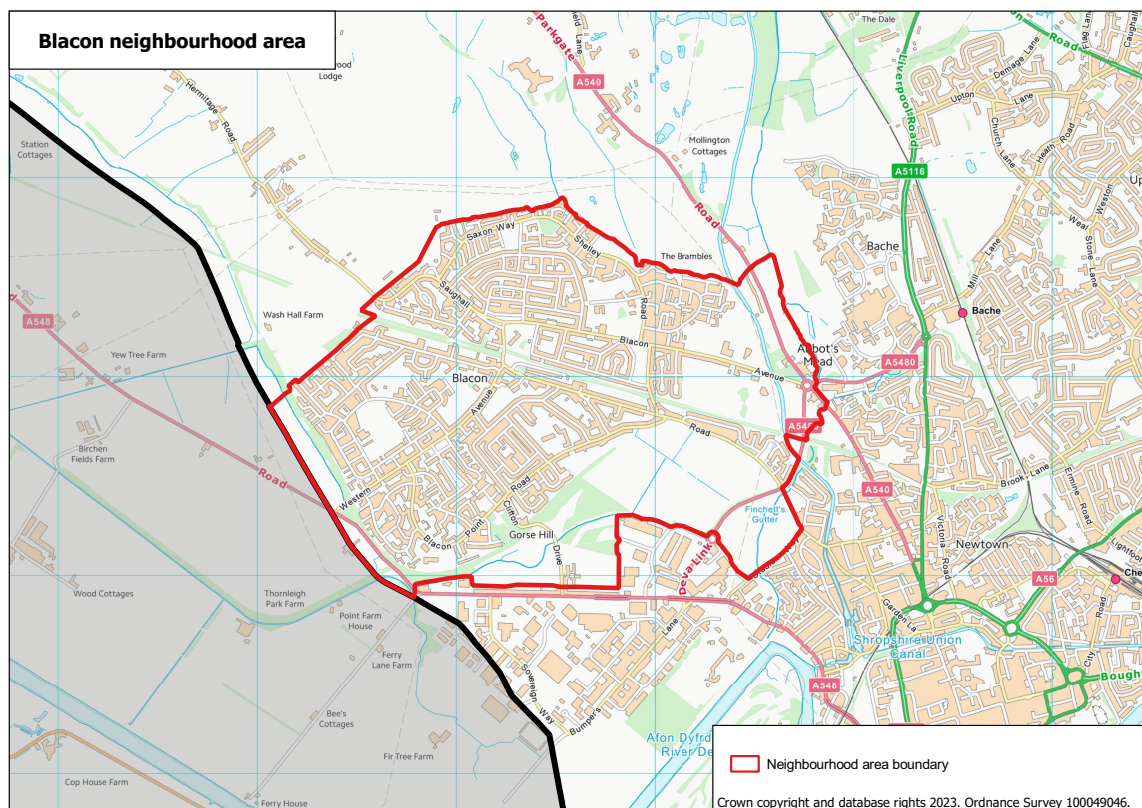 Blacon neighbourhood area
The Dale
Demage Lane
Flag Lane
Caughall
Road
Liverpool Road
Parkgate
A540
Road
Lodge
Hermitage
Road
Upton
Lane
Church Lane
Heath
Road
Station
Cottages
Mollington
Cottages
A5116
Weston
Weal
Stone Lane
Saxon Way
Shelley
Road
The Brambles
Bache
Mill
Lane
Bache
Saughall
Wash Hall Farm
A548
Yew Tree Farm
Blacon
Avenue
Abbot's
Mead
A5480
Blacon
Avenue
Road
Birchen
Fields Farm
Road
Western
Brook Lane
Ermine
Road
A540
Blacon
Point
Road
Clifton
Drive
Gorse Hill
Finchett's
Gutter
Deva Link
Newtown
Victoria
Road
A56
Wood Cottages
Thornleigh
Park Farm
Point Farm
House
Ferry
Lane Farm
Garden La
Shropshire Union
Canal
City
Road
Lane
Bumper's
Sovereign
Way
A548
Bee's
Cottages
Fir Tree Farm
Cop House Farm
Ferry House
Neighbourhood area boundary
Crown copyright and database rights 2023. Ordnance Survey 100049046